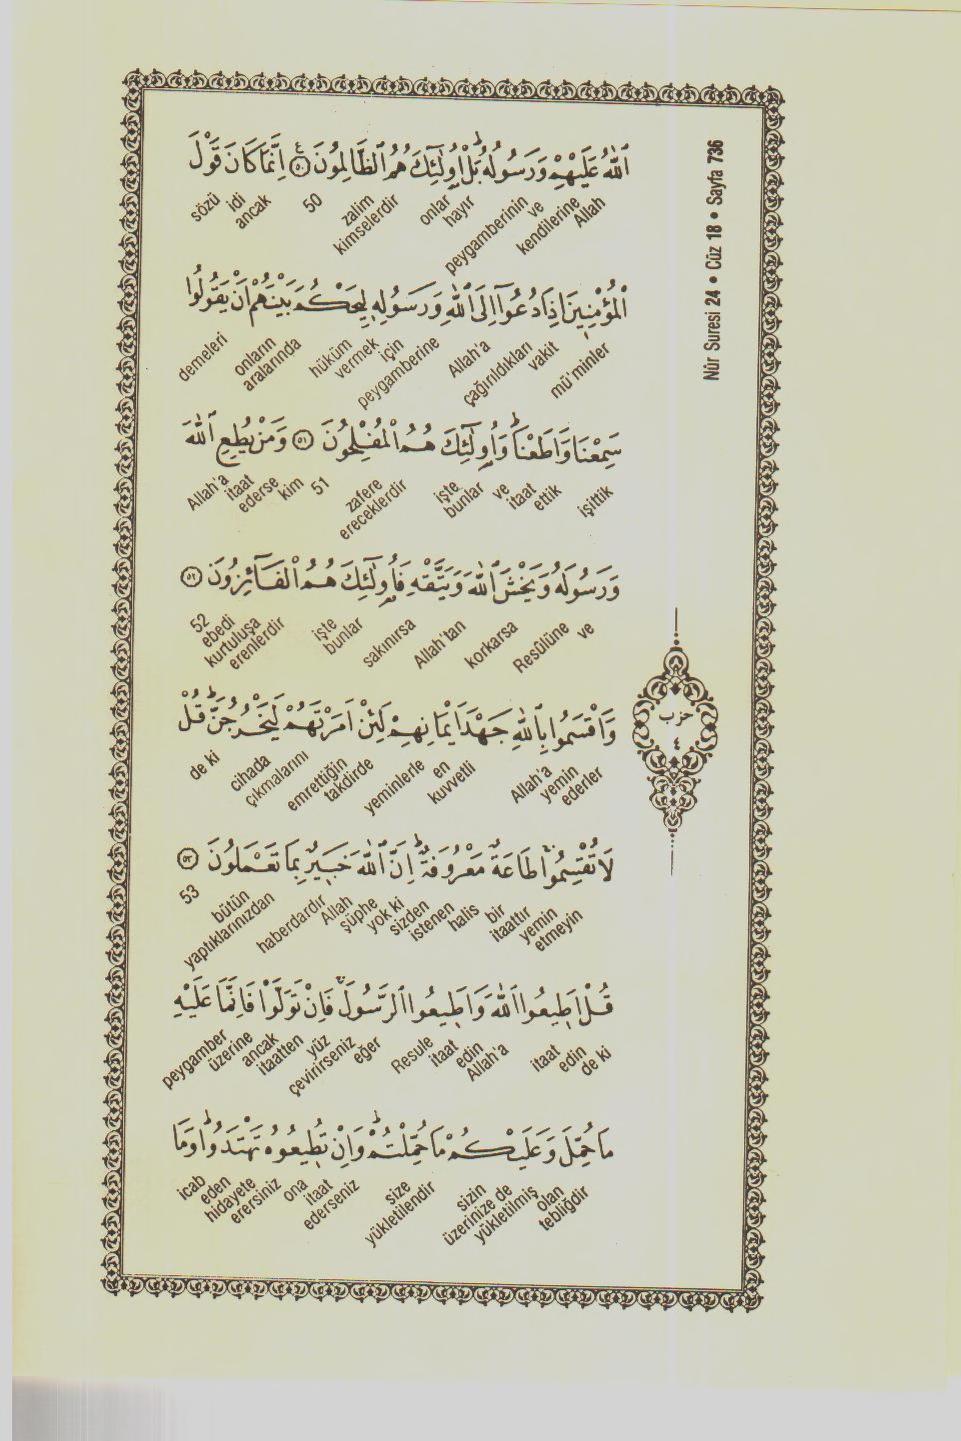 Nûr Suresi 24 • Cüz 18 • Sayfa 736
اَللّٰهُ عَلَيْهِمْ وَرَسُولُهُۜ بَلْ اُو۬لٰٓئِكَ هُمُ الظَّالِمُونَ ﴿٥٠﴾ اِنَّمَا كَانَ قَوْلَ
Allah kendilerine ve peygamberinin hayır onlar zalim kimselerdir 50 ancak idi sözü
الْمُؤْمِنِينَ اِذَا دُعُٓوا اِلَى اللّٰهِ وَرَسُولِهِ لِيَحْكُمَ بَيْنَهُمْ اَنْ يَقُولُوا
mü'minler vakit çağırıldıkları Allah'a peygamberine için vermek hüküm onların aralarında demeleri
سَمِعْنَا وَاَطَعْنَاۜ وَاُو۬لٰٓئِكَ هُمُ الْمُفْلِحُونَ ﴿٥١﴾ وَمَنْ يُطِعِ اللّٰهَ
işittik ve itaat ettik işte bunlar zafere ereceklerdir 51 kim Allah'a itaat ederse
وَرَسُولَهُ وَيَخْشَ اللّٰهَ وَيَتَّقْهِ فَاُو۬لٰٓئِكَ هُمُ الْفَٓائِزُونَ ﴿٥٢﴾
ve Resûlüne korkarsa Allah'tan sakınırsa işte bunlar ebedi kurtuluşa erenlerdir 52
وَاَقْسَمُوا بِاللّٰهِ جَهْدَ اَيْمَانِهِمْ لَئِنْ اَمَرْتَهُمْ لَيَخْرُجُنَّۜ قُلْ
Allah'a yemin ederler en kuvvetli yeminlerle emrettiğin takdirde cihada çıkmalarını de ki
حزب
٤
لَا تُقْسِمُواۚ طَاعَةٌ مَعْرُوفَةٌۜ اِنَّ اللّٰهَ خَبِيرٌ بِمَا تَعْمَلُونَ ﴿٥٣﴾
yemin etmeyin bir itaattır halis sizden istenen şüphe yok ki Allah haberdardır bütün yaptıklarınızdan 53
قُلْ اَطِيعُوا اللّٰهَ وَاَطِيعُوا الرَّسُولَۚ فَاِنْ تَوَلَّوْا فَاِنَّمَا عَلَيْهِ
de ki itaat edin Allah'a itaat edin Resule eğer yüz çevirirseniz itaatten ancak peygamber üzerine
مَا حُمِّلَ وَعَلَيْكُمْ مَا حُمِّلْتُمْۜ وَاِنْ تُطِيعُوهُ تَهْتَدُواۜ وَمَا
olan tebliğdir sizin üzerinize de yükletilmiş size yükletilendir ona itaat ederseniz hidayete erersiniz icab eden